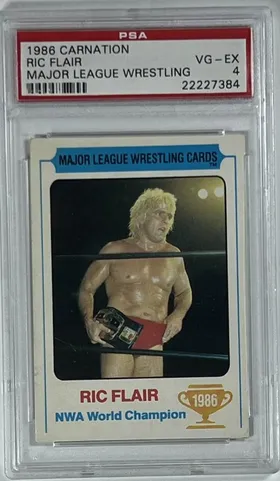 PSA
1986 CARNATION
RIC FLAIR VG-EX
MAJOR LEAGUE WRESTLING 4
22227384
MAJOR LEAGUE WRESTLING CARDS™
RIC FLAIR
NWA World Champion
1986